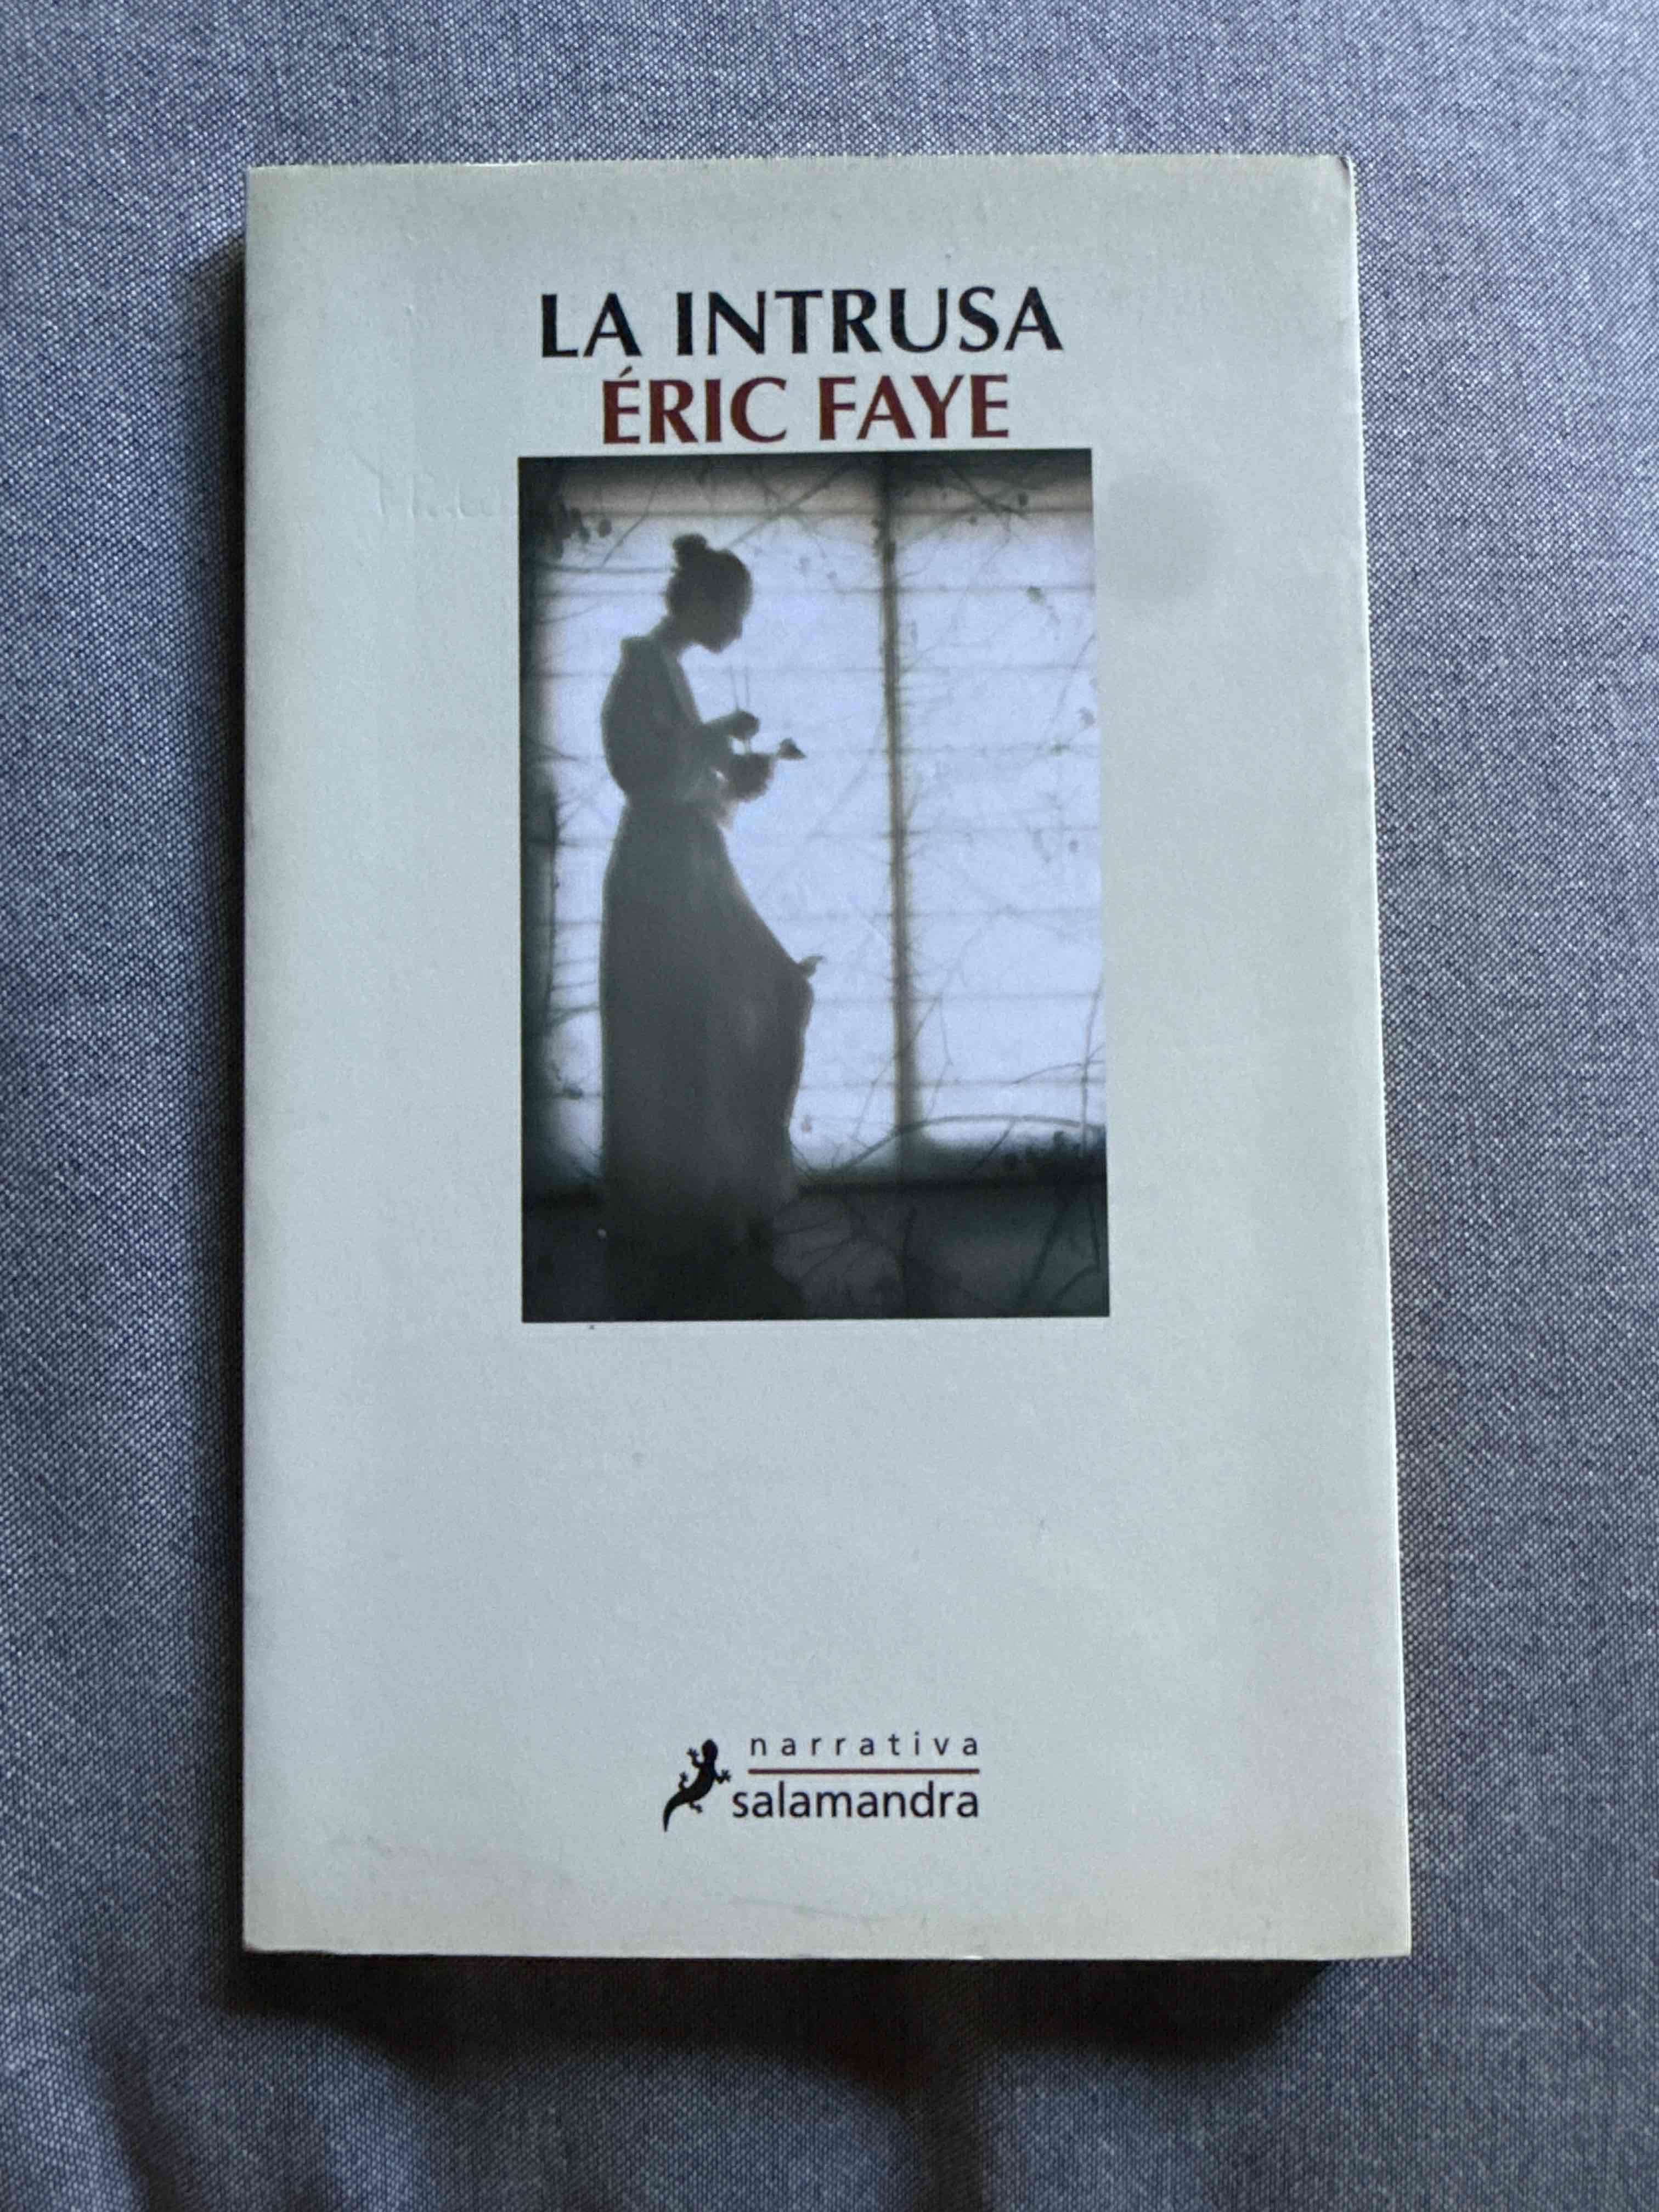 LA INTRUSA
ÉRIC FAYE
narrativa
salamandra